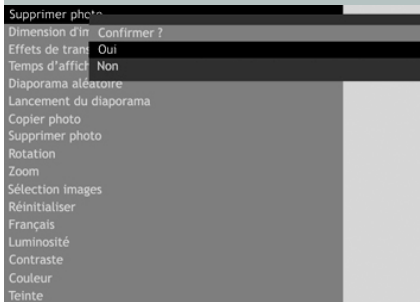 Supprimer photo
Confirmer ?
Dimension d'im
Oui
Effets de trans
Non
Temps d'affich
Diaporama aléatoire
Lancement du diaporama
Copier photo
Supprimer photo
Rotation
Zoom
Sélection images
Réinitialiser
Français
Luminosité
Contraste
Couleur
Teinte